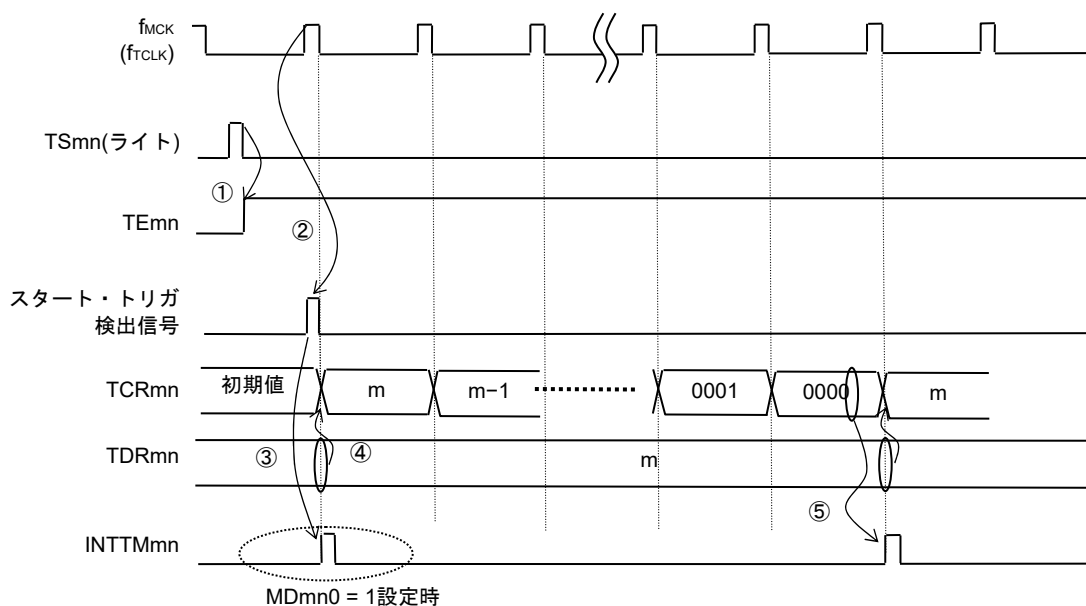 fMCK
(fTCLK)
TSmn(ライト)
①
TEmn
②
スタート・トリガ
検出信号
TCRmn 初期値 m m−1 0001 0000 m
TDRmn ③ ④ m
⑤
INTTMmn
MDmn0 = 1設定時